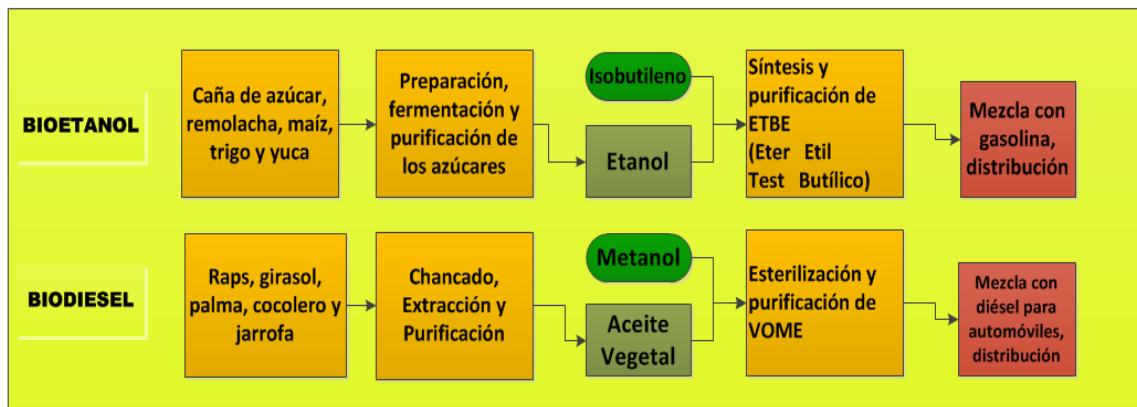 BIOETANOL
Caña de azúcar,
remolacha, maíz,
trigo y yuca
Preparación,
fermentación y
purificación de
los azúcares
Isobutileno
Etanol
Síntesis y
purificación de
ETBE
(Eter Etil
Test Butílico)
Mezcla con
gasolina,
distribución
BIODIESEL
Raps, girasol,
palma, cocolero y
jarrofa
Chancado,
Extracción y
Purificación
Metanol
Aceite
Vegetal
Esterilización y
purificación de
VOME
Mezcla con
diésel para
automóviles,
distribución